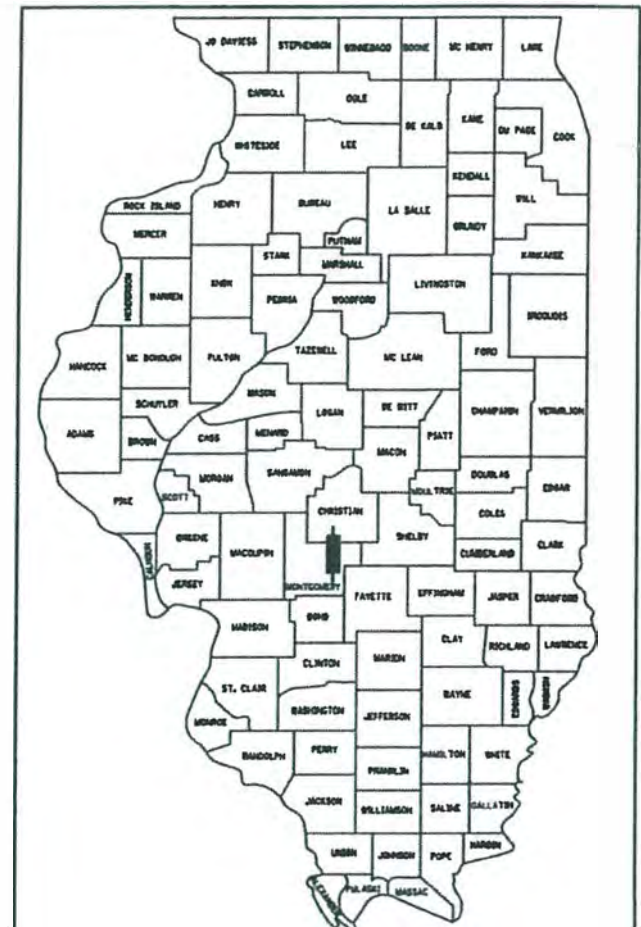 JO DAVIESS STEPHENSON WINNEBAGO BOONE MC HENRY LAKE
CARROLL OGLE DE KALB KANE DU PAGE COOK
WHITESIDE LEE
KENDALL WILL
ROCK ISLAND HENRY BUREAU LA SALLE GRUNDY
MERCER PUTNAM KANKAKEE
STARK MARSHALL
HENDERSON WARREN KNOX PEORIA WOODFORD LIVINGSTON IROQUOIS
TAZEWELL MC LEAN FORD
HANCOCK MC DONOUGH FULTON
MASON
SCHUYLER LOGAN DE WITT CHAMPAIGN VERMILION
ADAMS BROWN CASS MENARD MACON PIATT
MORGAN SANGAMON DOUGLAS
PIKE SCOTT MOULTRIE EDGAR
CHRISTIAN COLES
GREENE SHELBY CLARK
CALHOUN MACOUPIN CUMBERLAND
JERSEY MONTGOMERY FAYETTE EFFINGHAM JASPER CRAWFORD
MADISON BOND
CLAY RICHLAND LAWRENCE
CLINTON MARION
ST. CLAIR WAYNE EDWARDS WABASH
MONROE WASHINGTON JEFFERSON
RANDOLPH PERRY HAMILTON WHITE
FRANKLIN
JACKSON WILLIAMSON SALINE GALLATIN
UNION JOHNSON POPE HARDIN
ALEXANDER PULASKI MASSAC